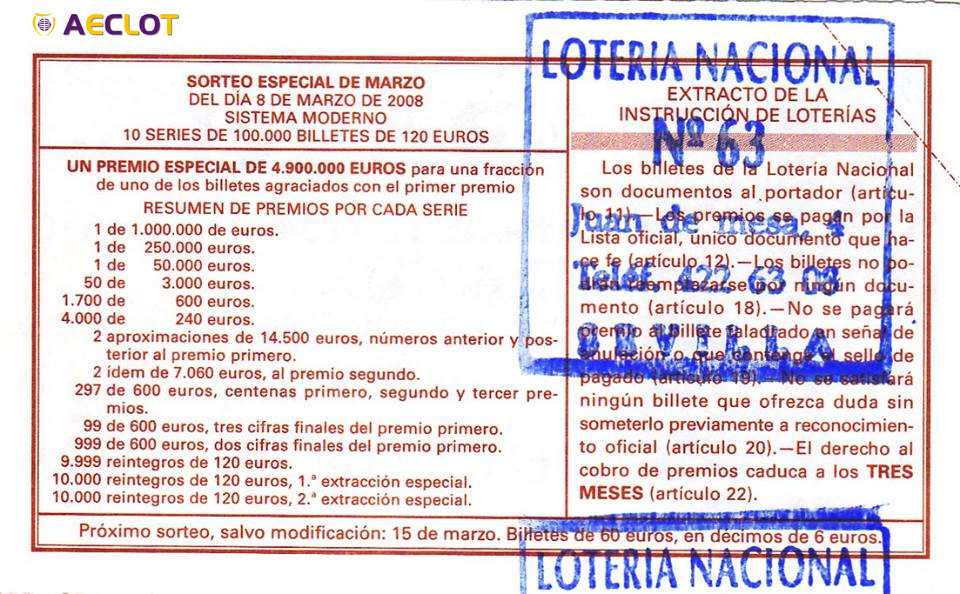 AECLOT
SORTEO ESPECIAL DE MARZO
DEL DÍA 8 DE MARZO DE 2008
SISTEMA MODERNO
10 SERIES DE 100.000 BILLETES DE 120 EUROS
UN PREMIO ESPECIAL DE 4.900.000 EUROS para una fracción
de uno de los billetes agraciados con el primer premio
RESUMEN DE PREMIOS POR CADA SERIE
1 de 1.000.000 de euros.
1 de 250.000 euros.
1 de 50.000 euros.
50 de 3.000 euros.
1.700 de 600 euros.
4.000 de 240 euros.
2 aproximaciones de 14.500 euros, números anterior y pos-
terior al premio primero.
2 ídem de 7.060 euros, al premio segundo.
297 de 600 euros, centenas primero, segundo y tercer pre-
mios.
99 de 600 euros, tres cifras finales del premio primero.
999 de 600 euros, dos cifras finales del premio primero.
9.999 reintegros de 120 euros.
10.000 reintegros de 120 euros, 1.ª extracción especial.
10.000 reintegros de 120 euros, 2.ª extracción especial.
EXTRACTO DE LA
INSTRUCCIÓN DE LOTERÍAS
Los billetes de la Lotería Nacional
son documentos al portador (artícu-
lo 11).—Los premios se pagan por la
Lista oficial, único documento que ha-
ce fe (artículo 12).—Los billetes no po-
drán reemplazarse por ningún docu-
mento (artículo 18).—No se pagará
premio al billete taladrado en señal de
anulación o que contenga el sello de
pagado (artículo 19).—No se satisfará
ningún billete que ofrezca duda sin
someterlo previamente a reconocimien-
to oficial (artículo 20).—El derecho al
cobro de premios caduca a los TRES
MESES (artículo 22).
Próximo sorteo, salvo modificación: 15 de marzo. Billetes de 60 euros, en décimos de 6 euros.
LOTERIA NACIONAL
Nº 63
Juan de mesa, 4
Teléf. 422 63 03
SEVILLA
LOTERIA NACIONAL